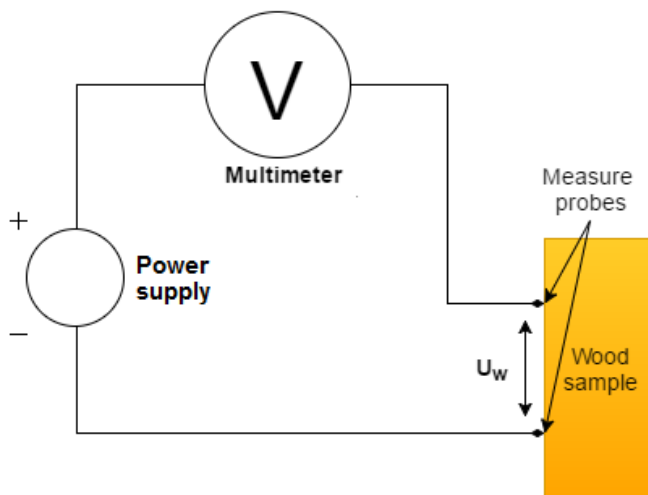 V
Multimeter
Measure
probes
+
Power
supply
−
U_w
Wood
sample